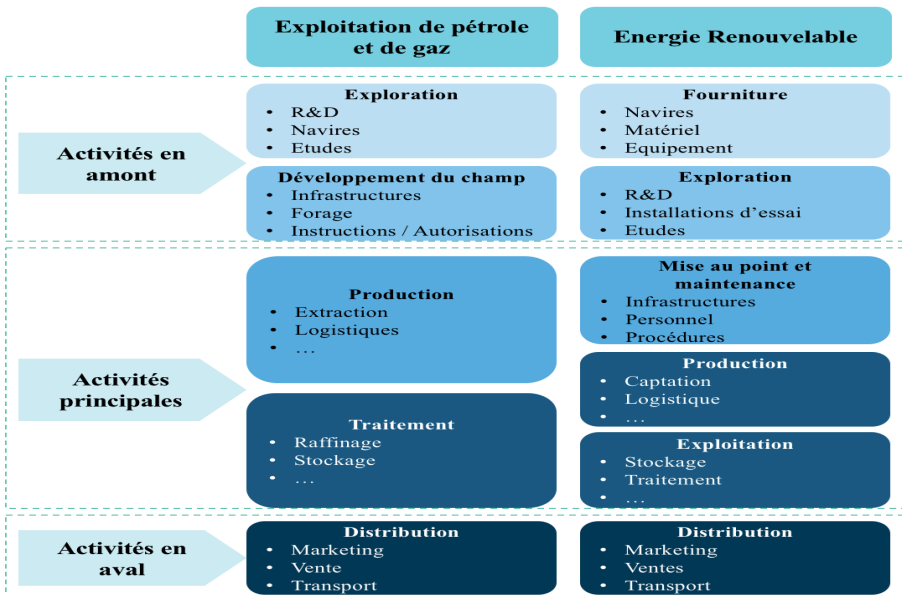 Exploitation de pétrole
et de gaz
Energie Renouvelable
Activités en
amont
Exploration
• R&D
• Navires
• Etudes
Fourniture
• Navires
• Matériel
• Equipement
Développement du champ
• Infrastructures
• Forage
• Instructions / Autorisations
Exploration
• R&D
• Installations d’essai
• Etudes
Activités
principales
Production
• Extraction
• Logistiques
• …
Mise au point et
maintenance
• Infrastructures
• Personnel
• Procédures
Production
• Captation
• Logistique
• …
Traitement
• Raffinage
• Stockage
• …
Exploitation
• Stockage
• Traitement
• …
Activités en
aval
Distribution
• Marketing
• Vente
• Transport
Distribution
• Marketing
• Ventes
• Transport